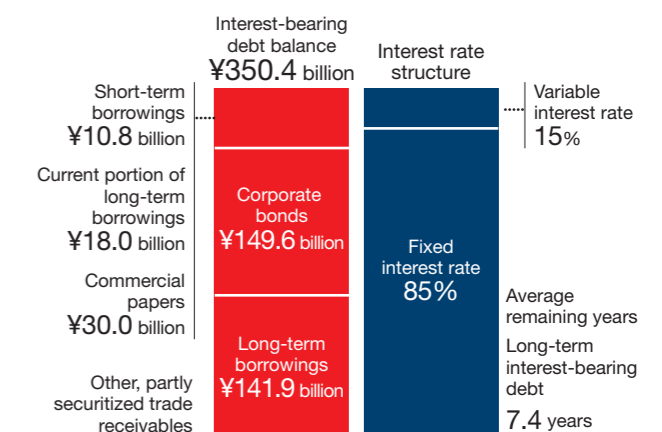 Interest-bearing
debt balance
¥350.4 billion
Interest rate
structure
Short-term
borrowings
¥10.8 billion
Current portion of
long-term
borrowings
¥18.0 billion
Commercial
papers
¥30.0 billion
Other, partly
securitized trade
receivables
Corporate
bonds
¥149.6 billion
Long-term
borrowings
¥141.9 billion
Variable
interest rate
15%
Fixed
interest rate
85%
Average
remaining years
Long-term
interest-bearing
debt
7.4 years